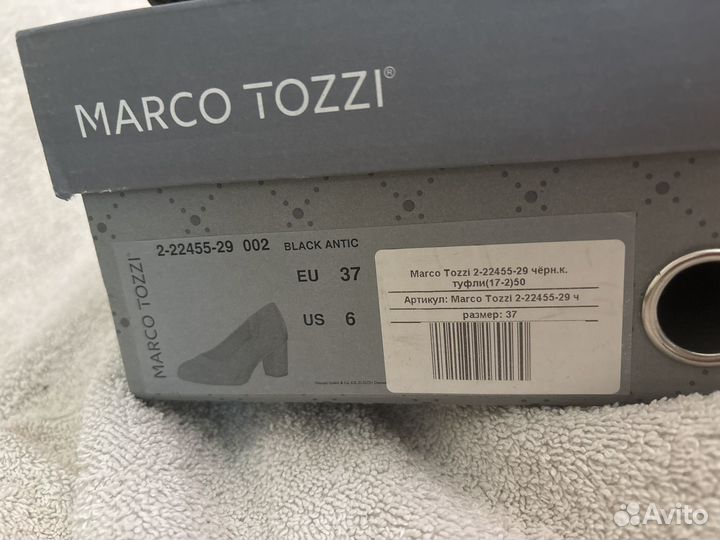 MARCO TOZZI®
2-22455-29 002 BLACK ANTIC
EU 37
US 6
MARCO TOZZI
Marco Tozzi 2-22455-29 чёрн.к.
туфли(17-2)50
Артикул: Marco Tozzi 2-22455-29 ч
размер: 37
Avito